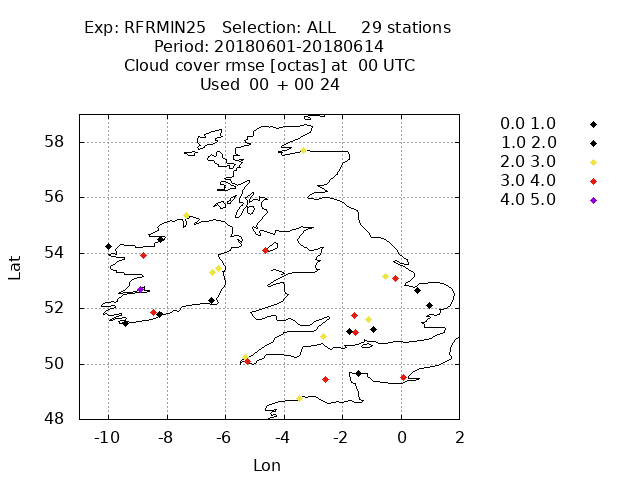 Exp: RFRMIN25 Selection: ALL 29 stations
Period: 20180601-20180614
Cloud cover rmse [octas] at 00 UTC
Used 00 + 00 24
0.0 1.0
1.0 2.0
2.0 3.0
3.0 4.0
4.0 5.0
58
56
54
52
50
48
Lat
-10 -8 -6 -4 -2 0 2
Lon